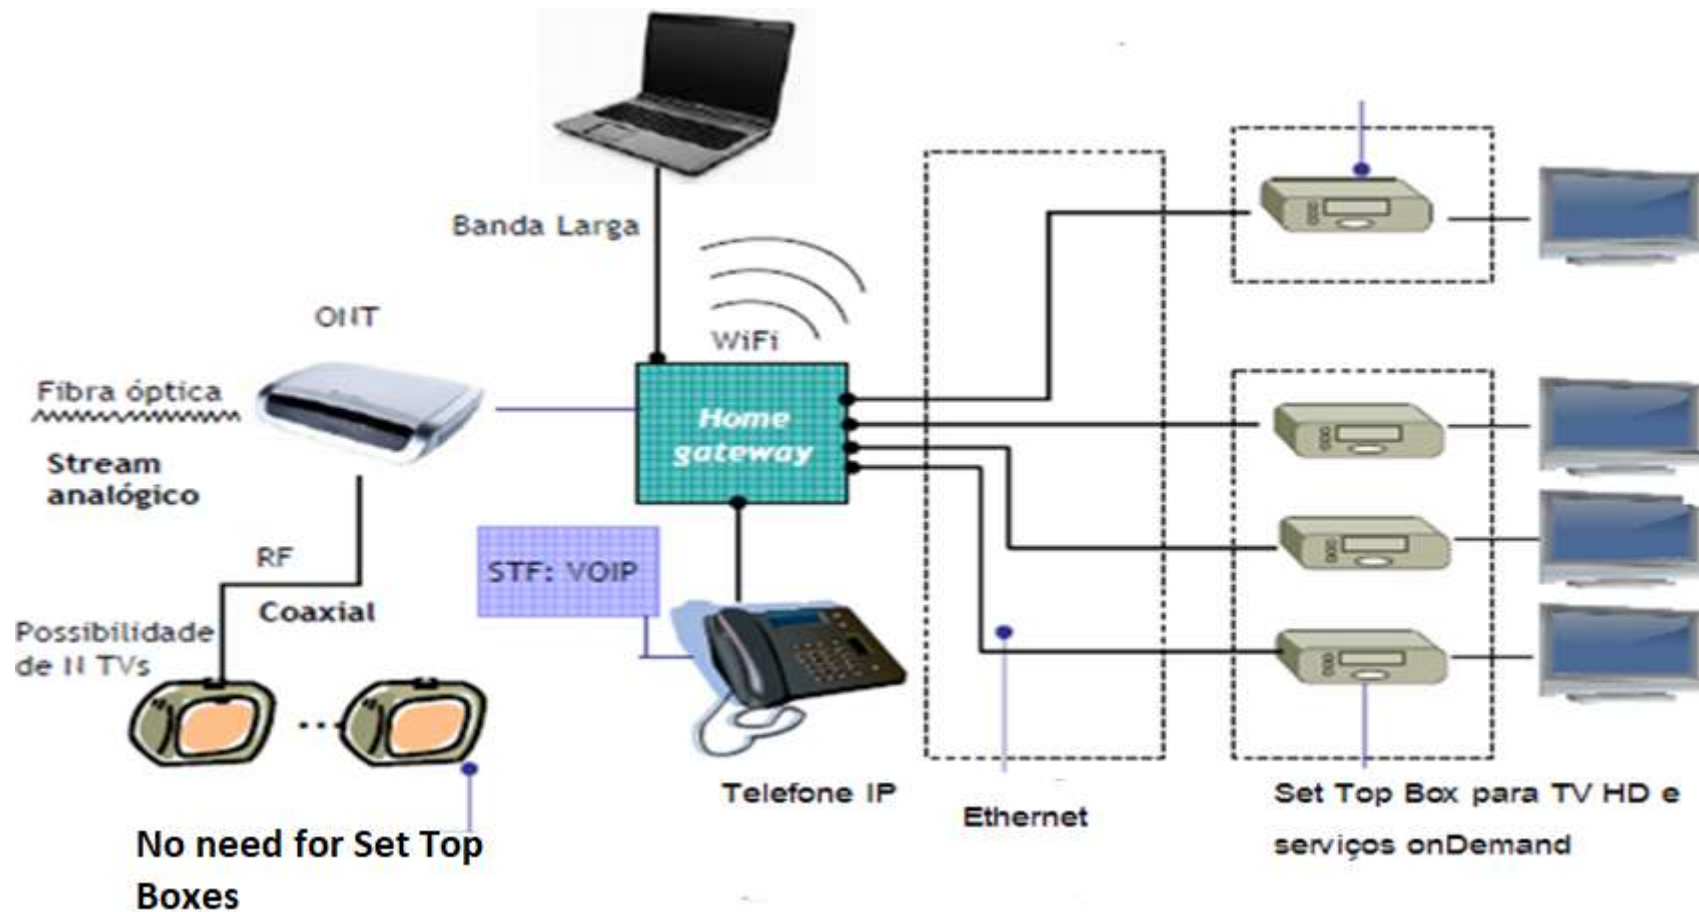 Banda Larga
ONT
WiFi
Fibra óptica
Home
gateway
Stream
analógico
RF
STF: VOIP
Coaxial
Possibilidade
de N TVs
Telefone IP
Ethernet
Set Top Box para TV HD e
serviços onDemand
No need for Set Top
Boxes